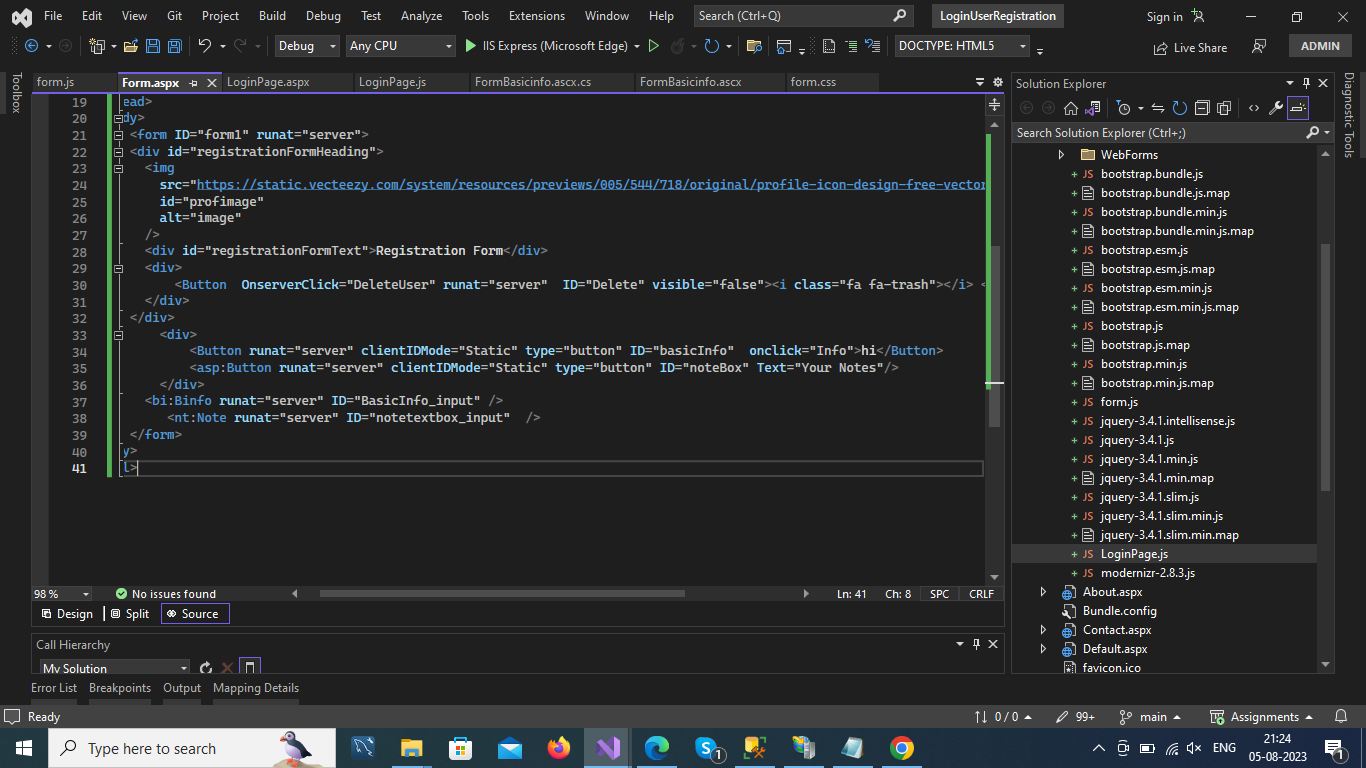 File Edit View Git Project Build Debug Test Analyze Tools Extensions Window Help Search (Ctrl+Q) LoginUserRegistration Sign in
Debug Any CPU IIS Express (Microsoft Edge) DOCTYPE: HTML5 Live Share ADMIN
Toolbox
form.js Form.aspx LoginPage.aspx LoginPage.js FormBasicinfo.ascx.cs FormBasicinfo.ascx form.css
19 ead>
20 dy>
21 <form ID="form1" runat="server">
22 <div id="registrationFormHeading">
23 <img
24 src="https://static.vecteezy.com/system/resources/previews/005/544/718/original/profile-icon-design-free-vector
25 id="profimage"
26 alt="image"
27 />
28 <div id="registrationFormText">Registration Form</div>
29 <div>
30 <Button OnserverClick="DeleteUser" runat="server" ID="Delete" visible="false"><i class="fa fa-trash"></i> <
31 </div>
32 </div>
33 <div>
34 <Button runat="server" clientIDMode="Static" type="button" ID="basicInfo" onclick="Info">hi</Button>
35 <asp:Button runat="server" clientIDMode="Static" type="button" ID="noteBox" Text="Your Notes"/>
36 </div>
37 <bi:Binfo runat="server" ID="BasicInfo_input" />
38 <nt:Note runat="server" ID="notetextbox_input" />
39 </form>
40 y>
41 l>
98 % No issues found Ln: 41 Ch: 8 SPC CRLF
Design Split Source
Call Hierarchy
My Solution
Error List Breakpoints Output Mapping Details
Solution Explorer
Search Solution Explorer (Ctrl+;)
WebForms
bootstrap.bundle.js
bootstrap.bundle.js.map
bootstrap.bundle.min.js
bootstrap.bundle.min.js.map
bootstrap.esm.js
bootstrap.esm.js.map
bootstrap.esm.min.js
bootstrap.esm.min.js.map
bootstrap.js
bootstrap.js.map
bootstrap.min.js
bootstrap.min.js.map
form.js
jquery-3.4.1.intellisense.js
jquery-3.4.1.js
jquery-3.4.1.min.js
jquery-3.4.1.min.map
jquery-3.4.1.slim.js
jquery-3.4.1.slim.min.js
jquery-3.4.1.slim.min.map
LoginPage.js
modernizr-2.8.3.js
About.aspx
Bundle.config
Contact.aspx
Default.aspx
favicon.ico
Diagnostic Tools
Ready 0 / 0 99+ main Assignments
Type here to search 1 ENG 21:24
05-08-2023 1